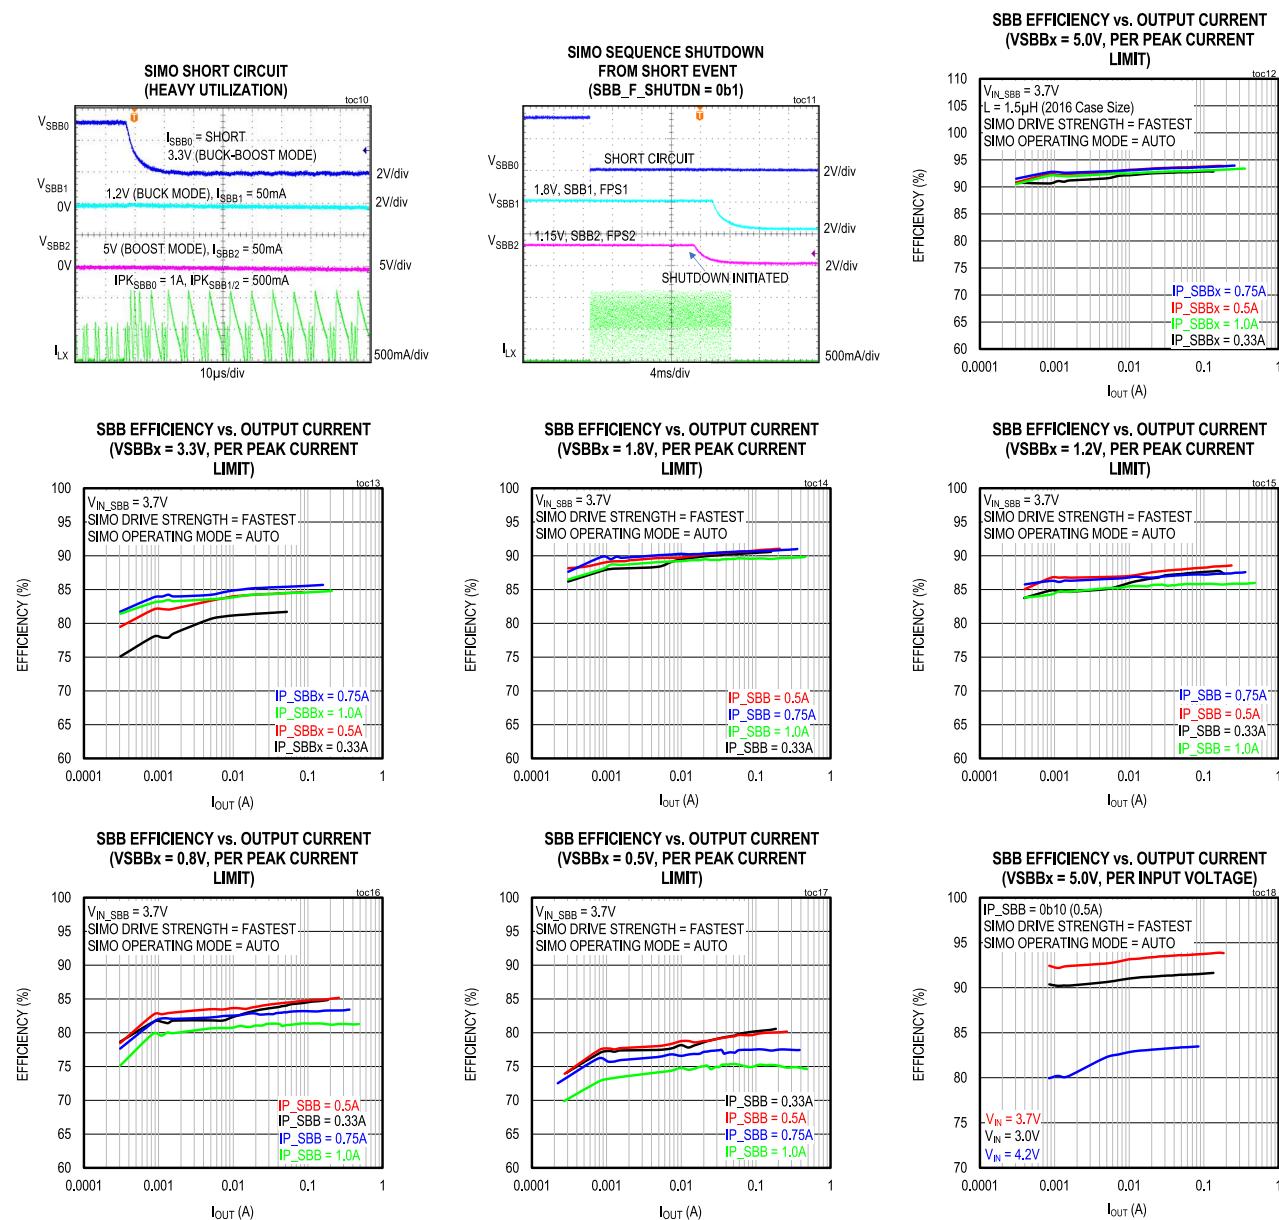 SIMO SHORT CIRCUIT
(HEAVY UTILIZATION)
toc10
T
VSBB0
ISBB0 = SHORT
3.3V (BUCK-BOOST MODE)
2V/div
VSBB1
1.2V (BUCK MODE), ISBB1 = 50mA
0V
2V/div
VSBB2
5V (BOOST MODE), ISBB2 = 50mA
0V
5V/div
IPKSBB0 = 1A, IPKSBB1/2 = 500mA
ILX
500mA/div
10µs/div
SIMO SEQUENCE SHUTDOWN
FROM SHORT EVENT
(SBB_F_SHUTDN = 0b1)
toc11
T
VSBB0
SHORT CIRCUIT
2V/div
1.8V, SBB1, FPS1
VSBB1
2V/div
1.15V, SBB2, FPS2
VSBB2
2V/div
SHUTDOWN INITIATED
ILX
500mA/div
4ms/div
SBB EFFICIENCY vs. OUTPUT CURRENT
(VSBBx = 5.0V, PER PEAK CURRENT
LIMIT)
toc12
VIN_SBB = 3.7V
L = 1.5µH (2016 Case Size)
SIMO DRIVE STRENGTH = FASTEST
SIMO OPERATING MODE = AUTO
110
105
100
95
90
85
80
75
70
65
60
EFFICIENCY (%)
IP_SBBx = 0.75A
IP_SBBx = 0.5A
IP_SBBx = 1.0A
IP_SBBx = 0.33A
0.0001 0.001 0.01 0.1 1
IOUT (A)
SBB EFFICIENCY vs. OUTPUT CURRENT
(VSBBx = 3.3V, PER PEAK CURRENT
LIMIT)
toc13
VIN_SBB = 3.7V
SIMO DRIVE STRENGTH = FASTEST
SIMO OPERATING MODE = AUTO
100
95
90
85
80
75
70
65
60
EFFICIENCY (%)
IP_SBBx = 0.75A
IP_SBBx = 1.0A
IP_SBBx = 0.5A
IP_SBBx = 0.33A
0.0001 0.001 0.01 0.1 1
IOUT (A)
SBB EFFICIENCY vs. OUTPUT CURRENT
(VSBBx = 1.8V, PER PEAK CURRENT
LIMIT)
toc14
VIN_SBB = 3.7V
SIMO DRIVE STRENGTH = FASTEST
SIMO OPERATING MODE = AUTO
100
95
90
85
80
75
70
65
60
EFFICIENCY (%)
IP_SBB = 0.5A
IP_SBB = 0.75A
IP_SBB = 1.0A
IP_SBB = 0.33A
0.0001 0.001 0.01 0.1 1
IOUT (A)
SBB EFFICIENCY vs. OUTPUT CURRENT
(VSBBx = 1.2V, PER PEAK CURRENT
LIMIT)
toc15
VIN_SBB = 3.7V
SIMO DRIVE STRENGTH = FASTEST
SIMO OPERATING MODE = AUTO
100
95
90
85
80
75
70
65
60
EFFICIENCY (%)
IP_SBB = 0.75A
IP_SBB = 0.5A
IP_SBB = 0.33A
IP_SBB = 1.0A
0.0001 0.001 0.01 0.1 1
IOUT (A)
SBB EFFICIENCY vs. OUTPUT CURRENT
(VSBBx = 0.8V, PER PEAK CURRENT
LIMIT)
toc16
VIN_SBB = 3.7V
SIMO DRIVE STRENGTH = FASTEST
SIMO OPERATING MODE = AUTO
100
95
90
85
80
75
70
65
60
EFFICIENCY (%)
IP_SBB = 0.5A
IP_SBB = 0.33A
IP_SBB = 0.75A
IP_SBB = 1.0A
0.0001 0.001 0.01 0.1 1
IOUT (A)
SBB EFFICIENCY vs. OUTPUT CURRENT
(VSBBx = 0.5V, PER PEAK CURRENT
LIMIT)
toc17
VIN_SBB = 3.7V
SIMO DRIVE STRENGTH = FASTEST
SIMO OPERATING MODE = AUTO
100
95
90
85
80
75
70
65
60
EFFICIENCY (%)
IP_SBB = 0.33A
IP_SBB = 0.5A
IP_SBB = 0.75A
IP_SBB = 1.0A
0.0001 0.001 0.01 0.1 1
IOUT (A)
SBB EFFICIENCY vs. OUTPUT CURRENT
(VSBBx = 5.0V, PER INPUT VOLTAGE)
toc18
IP_SBB = 0b10 (0.5A)
SIMO DRIVE STRENGTH = FASTEST
SIMO OPERATING MODE = AUTO
100
95
90
85
80
75
70
EFFICIENCY (%)
VIN = 3.7V
VIN = 3.0V
VIN = 4.2V
0.0001 0.001 0.01 0.1 1
IOUT (A)